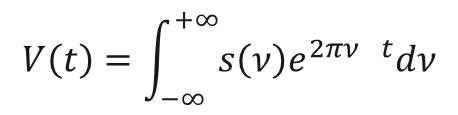 V(t) = ∫_{-∞}^{+∞} s(ν)e^{2πν t}dν